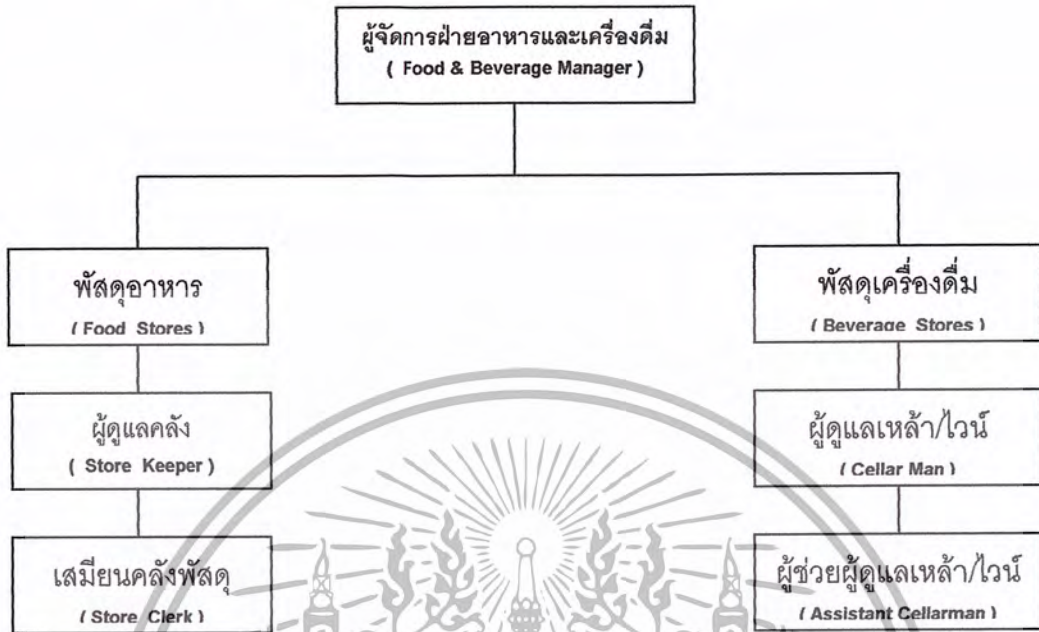 ผู้จัดการฝ่ายอาหารและเครื่องดื่ม
( Food & Beverage Manager )
พัสดุอาหาร
( Food Stores )
พัสดุเครื่องดื่ม
( Beverage Stores )
ผู้ดูแลคลัง
( Store Keeper )
ผู้ดูแลเหล้า/ไวน์
( Cellar Man )
เสมียนคลังพัสดุ
( Store Clerk )
ผู้ช่วยผู้ดูแลเหล้า/ไวน์
( Assistant Cellarman )